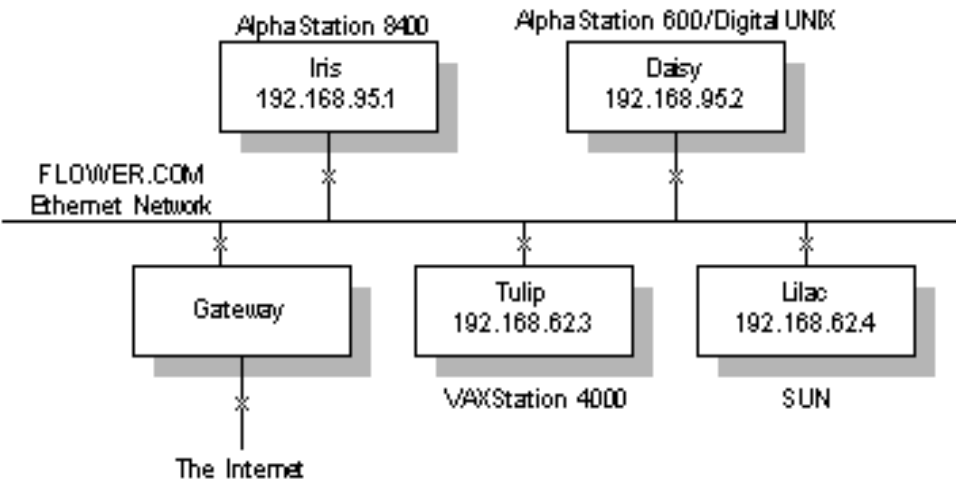 AlphaStation 8400
AlphaStation 600/Digital UNIX
Iris
192.168.95.1
Daisy
192.168.95.2
FLOWER.COM
Ethernet Network
Gateway
Tulip
192.168.62.3
Lilac
192.168.62.4
VAXStation 4000
SUN
The Internet